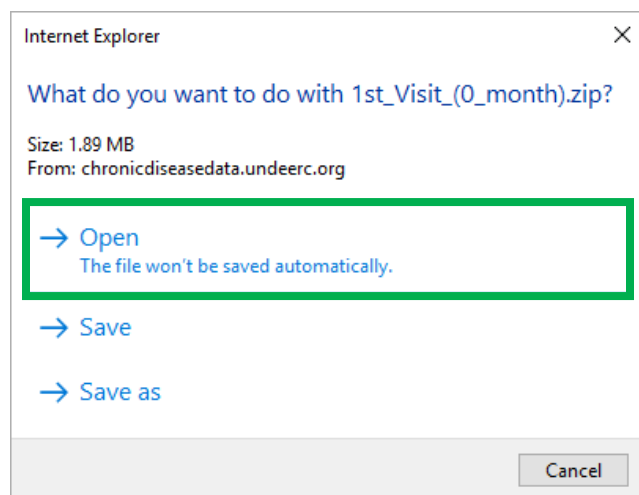 Internet Explorer
What do you want to do with 1st_Visit_(0_month).zip?
Size: 1.89 MB
From: chronicdiseasedata.undeerc.org
Open
The file won't be saved automatically.
Save
Save as
Cancel